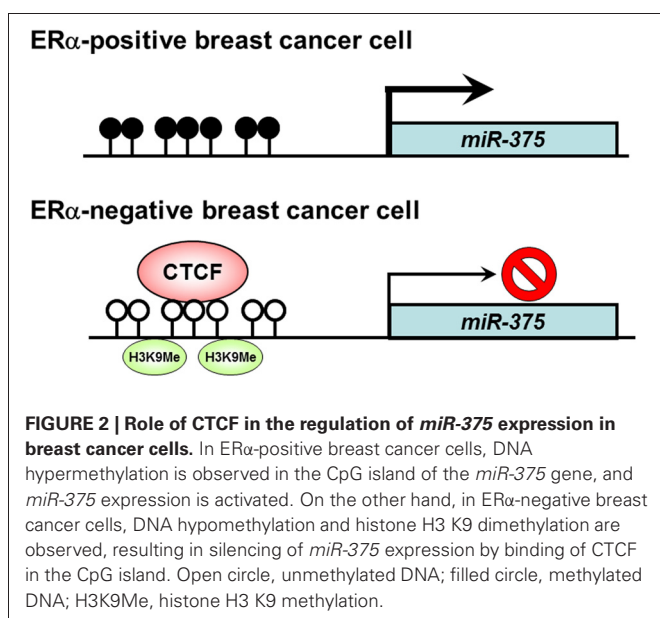 ERα-positive breast cancer cell
miR-375
ERα-negative breast cancer cell
CTCF
miR-375
H3K9Me H3K9Me
FIGURE 2 | Role of CTCF in the regulation of miR-375 expression in
breast cancer cells. In ERα-positive breast cancer cells, DNA
hypermethylation is observed in the CpG island of the miR-375 gene, and
miR-375 expression is activated. On the other hand, in ERα-negative breast
cancer cells, DNA hypomethylation and histone H3 K9 dimethylation are
observed, resulting in silencing of miR-375 expression by binding of CTCF
in the CpG island. Open circle, unmethylated DNA; filled circle, methylated
DNA; H3K9Me, histone H3 K9 methylation.